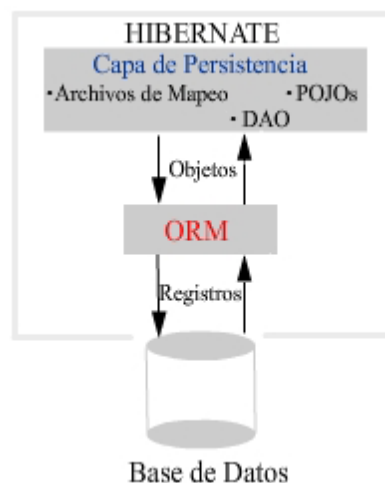 HIBERNATE
Capa de Persistencia
•Archivos de Mapeo •POJOs
•DAO
Objetos
ORM
Registros
Base de Datos